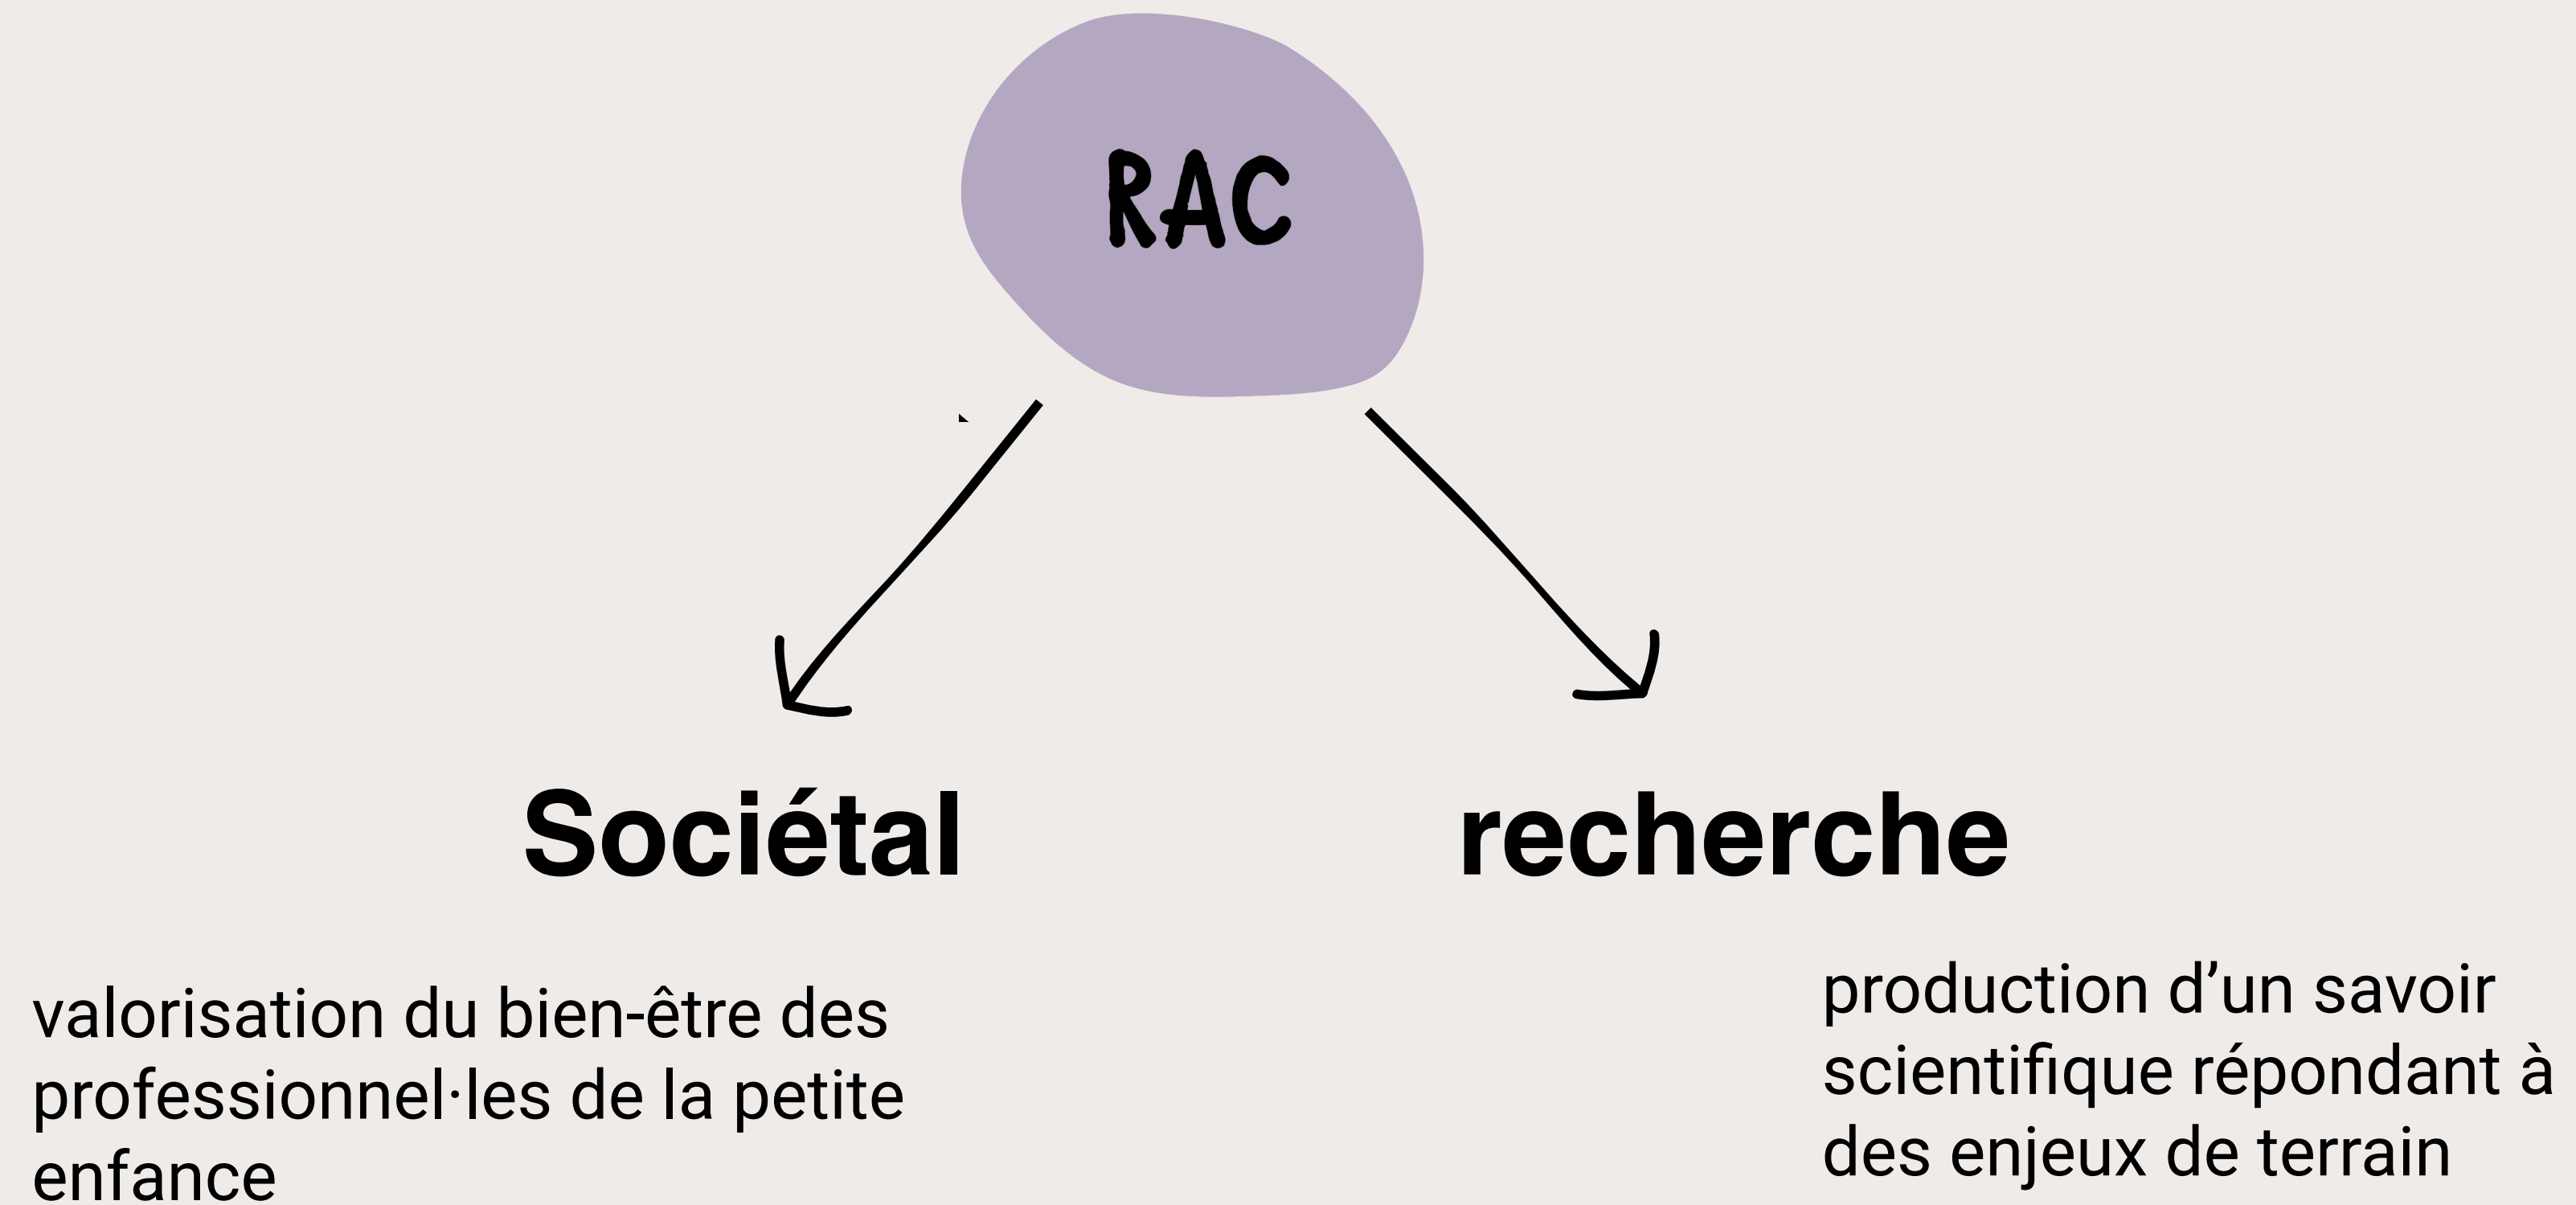 RAC
Sociétal
recherche
valorisation du bien-être des
professionnel·les de la petite
enfance
production d’un savoir
scientifique répondant à
des enjeux de terrain